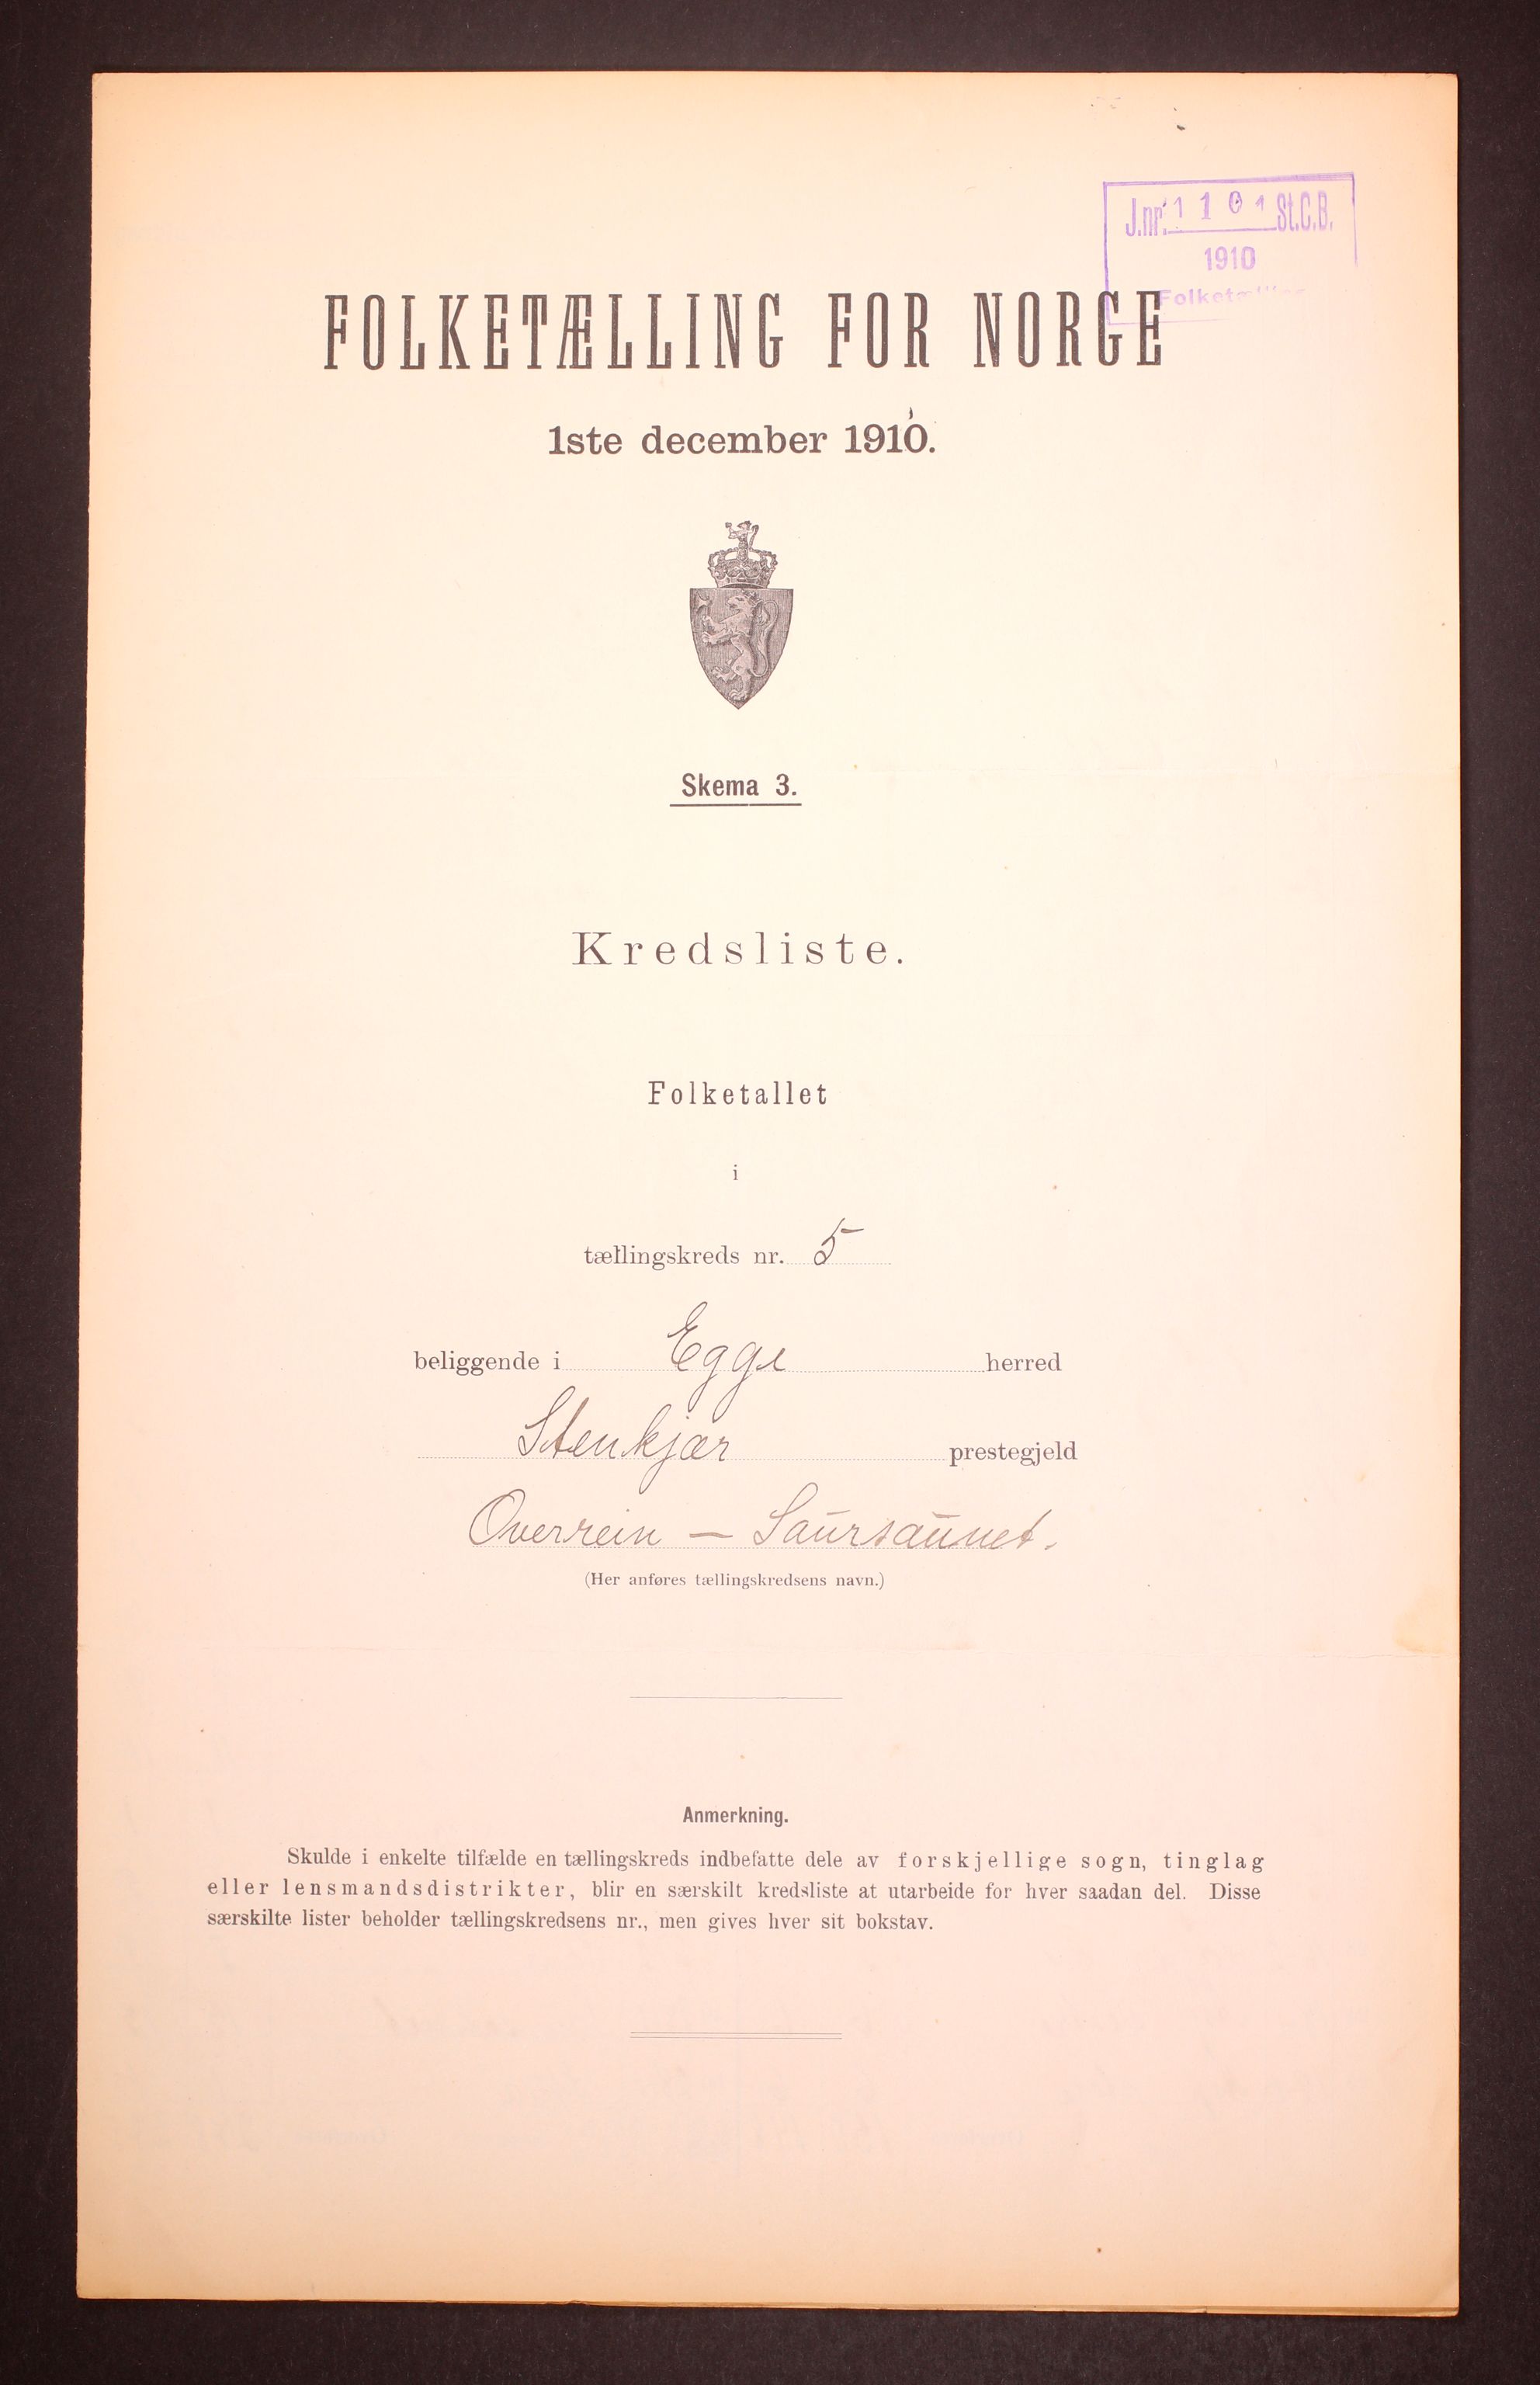 J.nr. 1101 St.C.B.
1910
FOLKETÆLLING FOR NORGE
1ste december 1910.
Skema 3.
Kredsliste.
Folketallet
i
tællingskreds nr. 5
beliggende i Egge herred
Stenkjær prestegjeld
Overrein — Saursaunet.
(Her anføres tællingskredsens navn.)
Anmerkning.
Skulde i enkelte tilfælde en tællingskreds indbefatte dele av forskjellige sogn, tinglag
eller lensmandsdistrikter, blir en særskilt kredsliste at utarbeide for hver saadan del. Disse
særskilte lister beholder tællingskredsens nr., men gives hver sit bokstav.